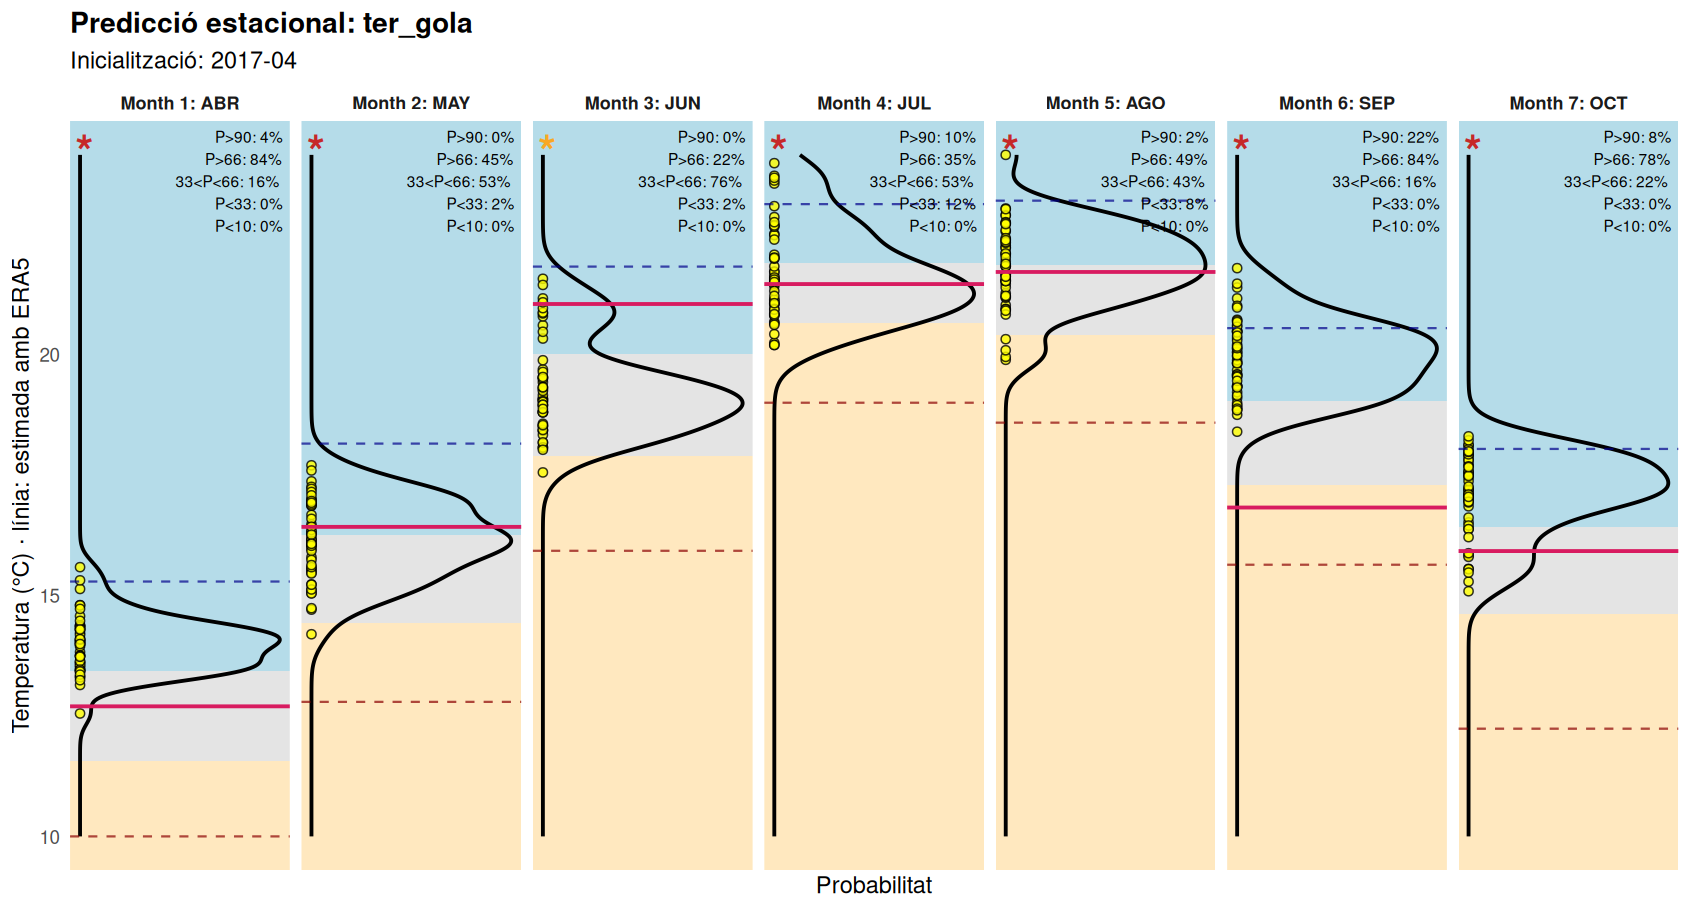 Predicció estacional: ter_gola
Inicialització: 2017-04
Month 1: ABR
Month 2: MAY
Month 3: JUN
Month 4: JUL
Month 5: AGO
Month 6: SEP
Month 7: OCT
*
P>90: 4%
P>66: 84%
33<P<66: 16%
P<33: 0%
P<10: 0%
*
P>90: 0%
P>66: 45%
33<P<66: 53%
P<33: 2%
P<10: 0%
*
P>90: 0%
P>66: 22%
33<P<66: 76%
P<33: 2%
P<10: 0%
*
P>90: 10%
P>66: 35%
33<P<66: 53%
P<33: 12%
P<10: 0%
*
P>90: 2%
P>66: 49%
33<P<66: 43%
P<33: 8%
P<10: 0%
*
P>90: 22%
P>66: 84%
33<P<66: 16%
P<33: 0%
P<10: 0%
*
P>90: 8%
P>66: 78%
33<P<66: 22%
P<33: 0%
P<10: 0%
Temperatura (°C) · línia: estimada amb ERA5
20
15
10
Probabilitat